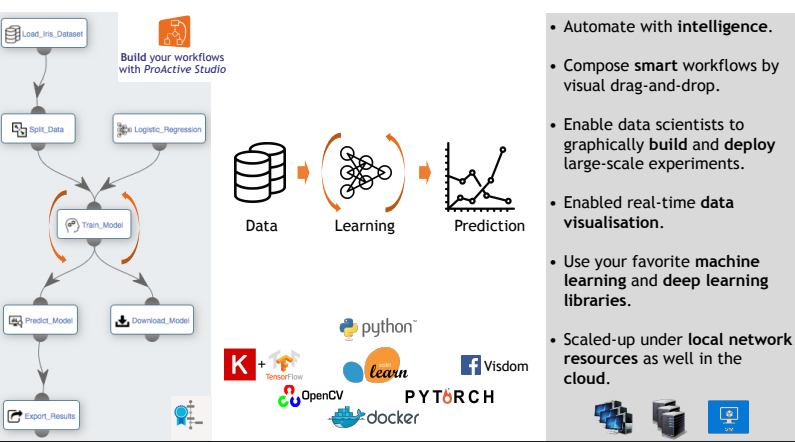 Load_Iris_Dataset
Build your workflows
with ProActive Studio
Split_Data
Logistic_Regression
Train_Model
Predict_Model
Download_Model
Export_Results
Data
Learning
Prediction
python
K +
TensorFlow
scikit
learn
f Visdom
OpenCV
PYTORCH
docker
• Automate with intelligence.
• Compose smart workflows by
visual drag-and-drop.
• Enable data scientists to
graphically build and deploy
large-scale experiments.
• Enabled real-time data
visualisation.
• Use your favorite machine
learning and deep learning
libraries.
• Scaled-up under local network
resources as well in the
cloud.